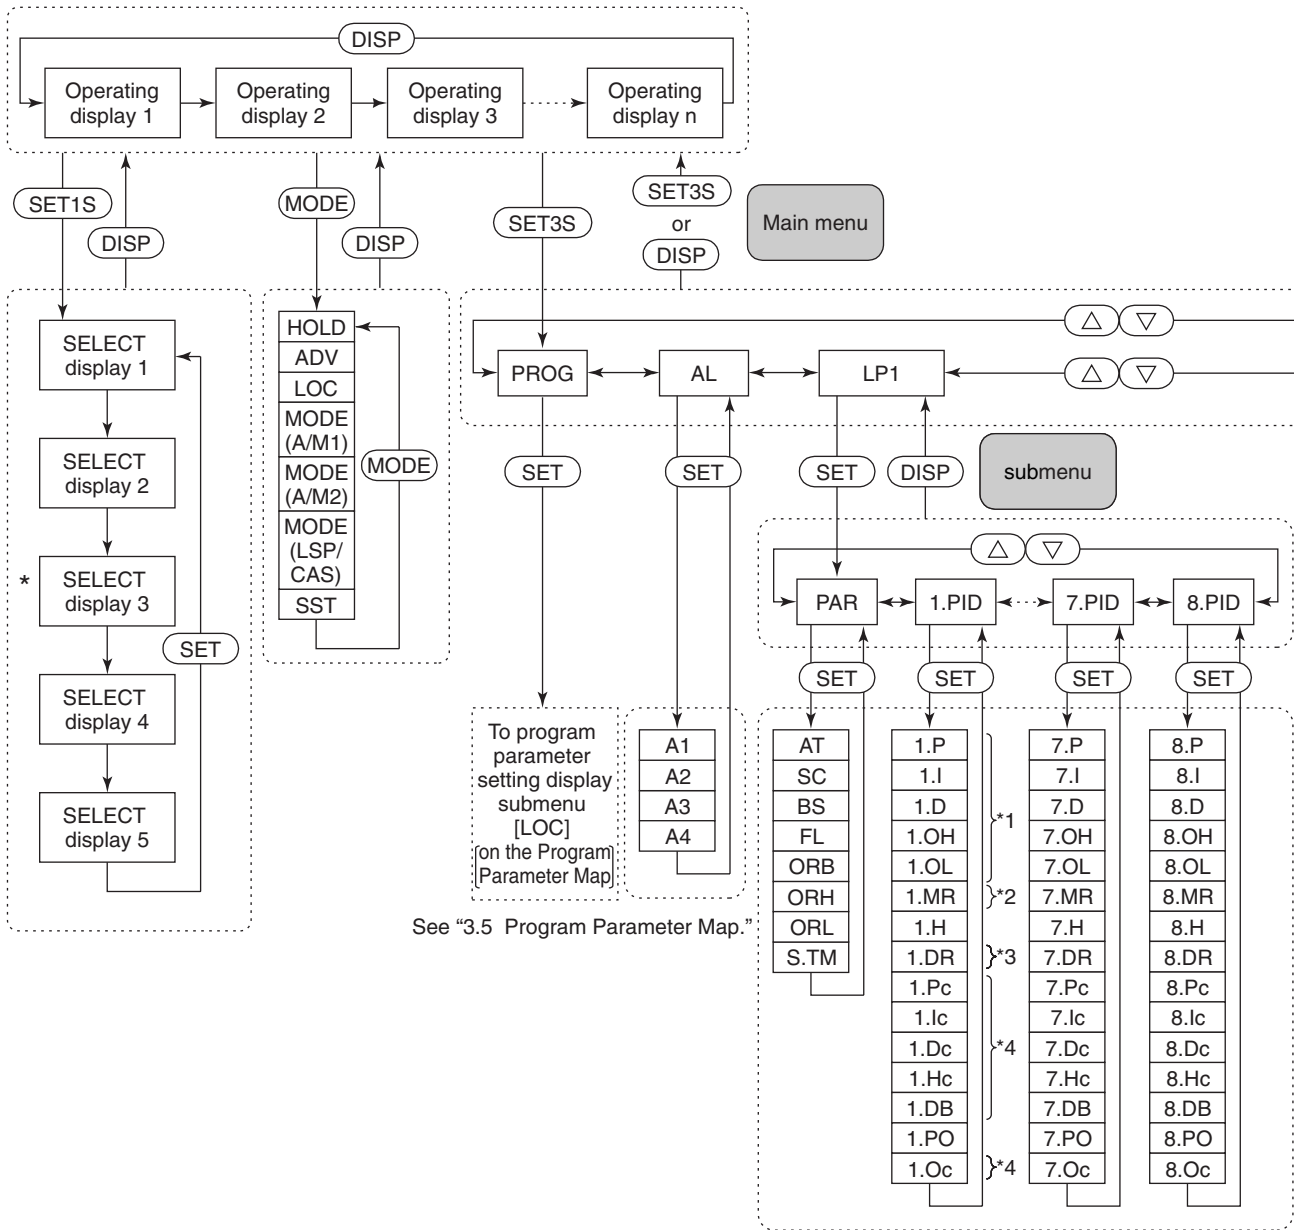 DISP
Operating
display 1
Operating
display 2
Operating
display 3
Operating
display n
SET1S
DISP
MODE
DISP
SET3S
SET3S
or
DISP
Main menu
SELECT
display 1
SELECT
display 2
*
SELECT
display 3
SELECT
display 4
SELECT
display 5
SET
HOLD
ADV
LOC
MODE
(A/M1)
MODE
(A/M2)
MODE
(LSP/
CAS)
SST
MODE
△ ▽
PROG
AL
LP1
△ ▽
SET
SET
SET
DISP
submenu
To program
parameter
setting display
submenu
[LOC]
(on the Program
Parameter Map)
See “3.5 Program Parameter Map.”
A1
A2
A3
A4
△ ▽
PAR
1.PID
7.PID
8.PID
SET
SET
SET
SET
AT
SC
BS
FL
ORB
ORH
ORL
S.TM
1.P
1.I
1.D
1.OH
1.OL
1.MR
1.H
1.DR
1.Pc
1.Ic
1.Dc
1.Hc
1.DB
1.PO
1.Oc
*1
*2
*3
*4
*4
7.P
7.I
7.D
7.OH
7.OL
7.MR
7.H
7.DR
7.Pc
7.Ic
7.Dc
7.Hc
7.DB
7.PO
7.Oc
8.P
8.I
8.D
8.OH
8.OL
8.MR
8.H
8.DR
8.Pc
8.Ic
8.Dc
8.Hc
8.DB
8.PO
8.Oc